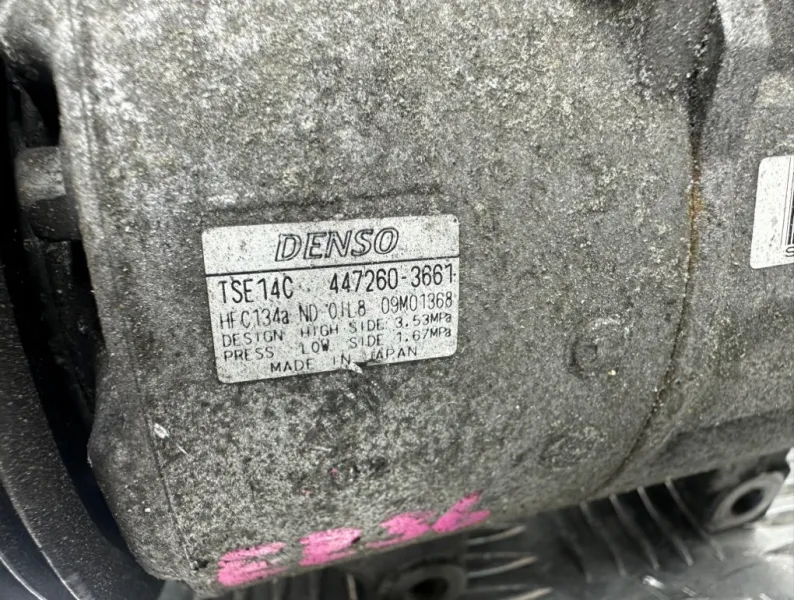 DENSO
TSE14C 447260-3661
HFC134a ND OIL8 09M01368
DESIGN HIGH SIDE 3.53MPa
PRESS LOW SIDE 1.67MPa
MADE IN JAPAN